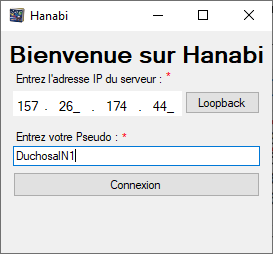 Hanabi
Bienvenue sur Hanabi
Entrez l'adresse IP du serveur : *
157 . 26_ . 174 . 44_
Loopback
Entrez votre Pseudo : *
DuchosalN1
Connexion